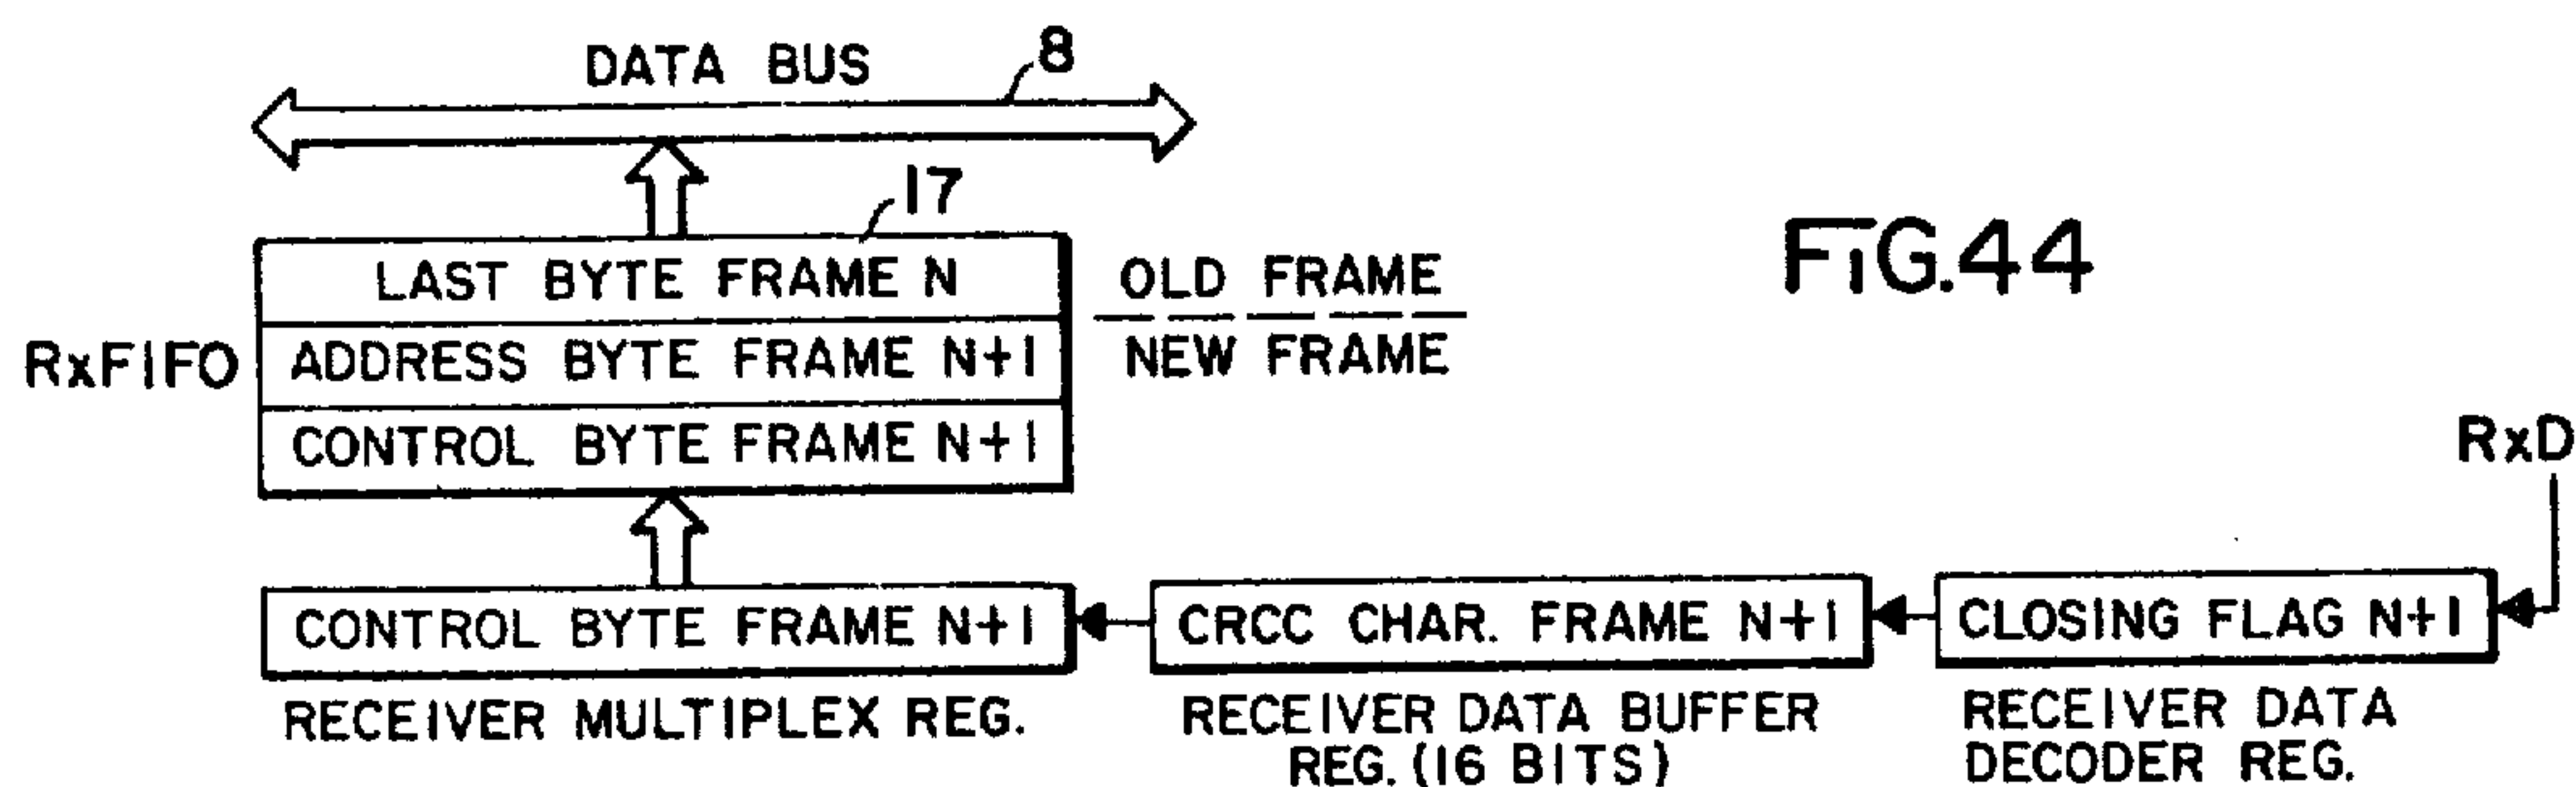 DATA BUS
8
17
FIG.44
LAST BYTE FRAME N
OLD FRAME
RxFIFO
ADDRESS BYTE FRAME N+1
NEW FRAME
CONTROL BYTE FRAME N+1
RxD
CONTROL BYTE FRAME N+1
CRCC CHAR. FRAME N+1
CLOSING FLAG N+1
RECEIVER MULTIPLEX REG.
RECEIVER DATA BUFFER
REG. (16 BITS)
RECEIVER DATA
DECODER REG.